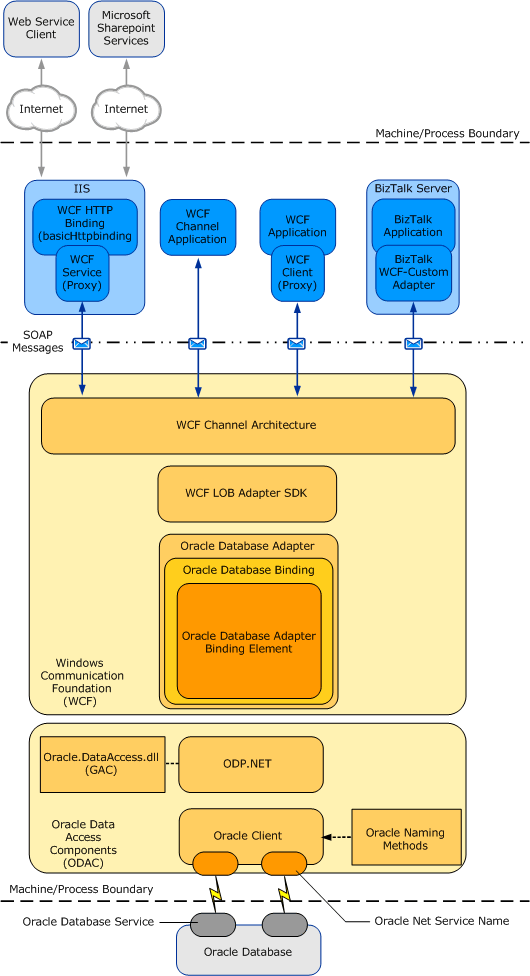 Web Service
Client
Microsoft
Sharepoint
Services
Internet
Internet
Machine/Process Boundary
IIS
WCF HTTP
Binding
(basicHttpbinding
WCF
Service
(Proxy)
WCF
Channel
Application
WCF
Application
WCF
Client
(Proxy)
BizTalk Server
BizTalk
Application
BizTalk
WCF-Custom
Adapter
SOAP
Messages
WCF Channel Architecture
WCF LOB Adapter SDK
Oracle Database Adapter
Oracle Database Binding
Oracle Database Adapter
Binding Element
Windows
Communication
Foundation
(WCF)
Oracle.DataAccess.dll
(GAC)
ODP.NET
Oracle Data
Access
Components
(ODAC)
Oracle Client
Oracle Naming
Methods
Machine/Process Boundary
Oracle Database Service
Oracle Net Service Name
Oracle Database